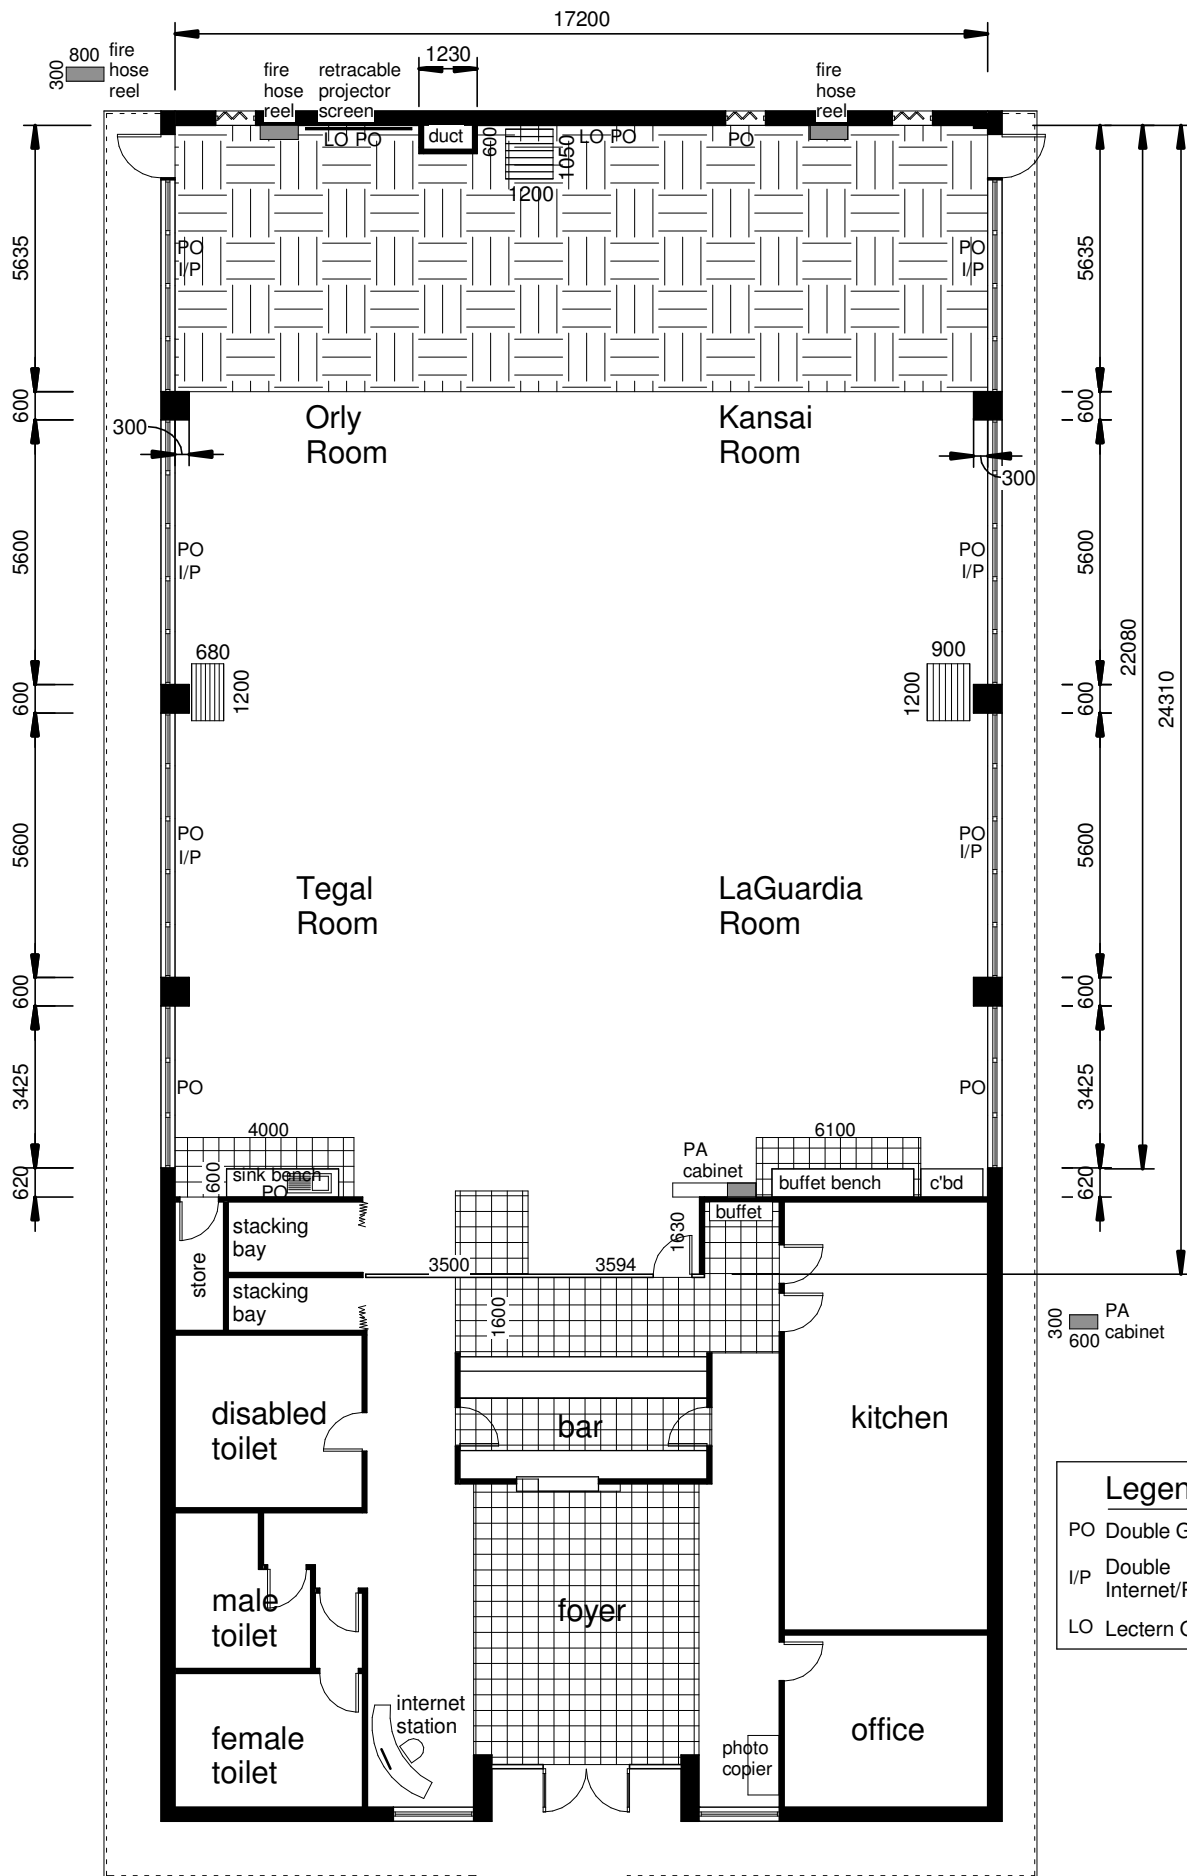 17200
800
300
fire
hose
reel
fire
hose
reel
retracable
projector
screen
1230
fire
hose
reel
LO PO
duct
600
1050
1200
LO PO
PO
5635
PO
I/P
PO
I/P
5635
600
300
Orly
Room
Kansai
Room
600
300
5600
PO
I/P
PO
I/P
5600
22080
24310
680
1200
900
1200
600
600
5600
PO
I/P
PO
I/P
5600
Tegal
Room
LaGuardia
Room
600
600
3425
PO
PO
3425
4000
6100
600
sink bench
PO
PA
cabinet
buffet bench
c'bd
620
620
stacking
bay
buffet
1630
store
3500
3594
stacking
bay
1600
300
600
PA
cabinet
disabled
toilet
bar
kitchen
male
toilet
foyer
Legen
PO Double G
I/P Double
Internet/
LO Lectern
internet
station
female
toilet
photo
copier
office